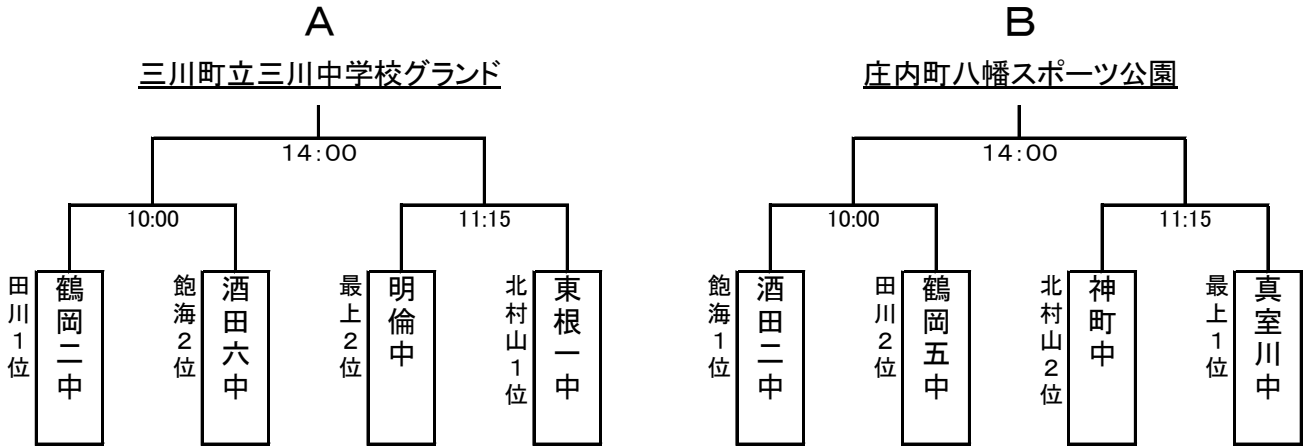 A
三川町立三川中学校グランド
14:00
10:00
11:15
田川1位
鶴岡二中
飽海2位
酒田六中
最上2位
明倫中
北村山1位
東根一中
B
庄内町八幡スポーツ公園
14:00
10:00
11:15
飽海1位
酒田二中
田川2位
鶴岡五中
北村山2位
神町中
最上1位
真室川中